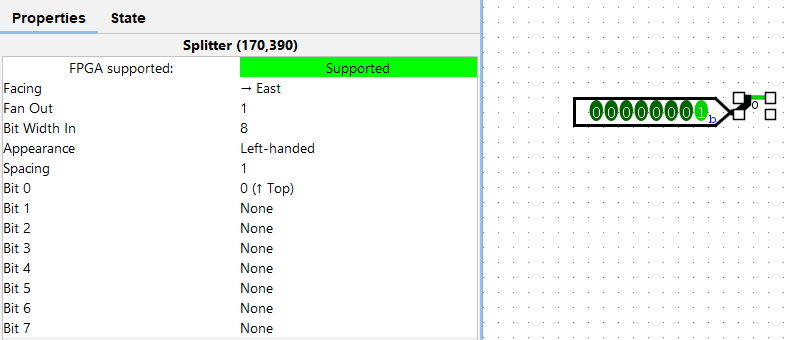 Properties State
Splitter (170,390)
FPGA supported: Supported
Facing → East
Fan Out 1
Bit Width In 8
Appearance Left-handed
Spacing 1
Bit 0 0 (↑ Top)
Bit 1 None
Bit 2 None
Bit 3 None
Bit 4 None
Bit 5 None
Bit 6 None
Bit 7 None
00000001 b 0